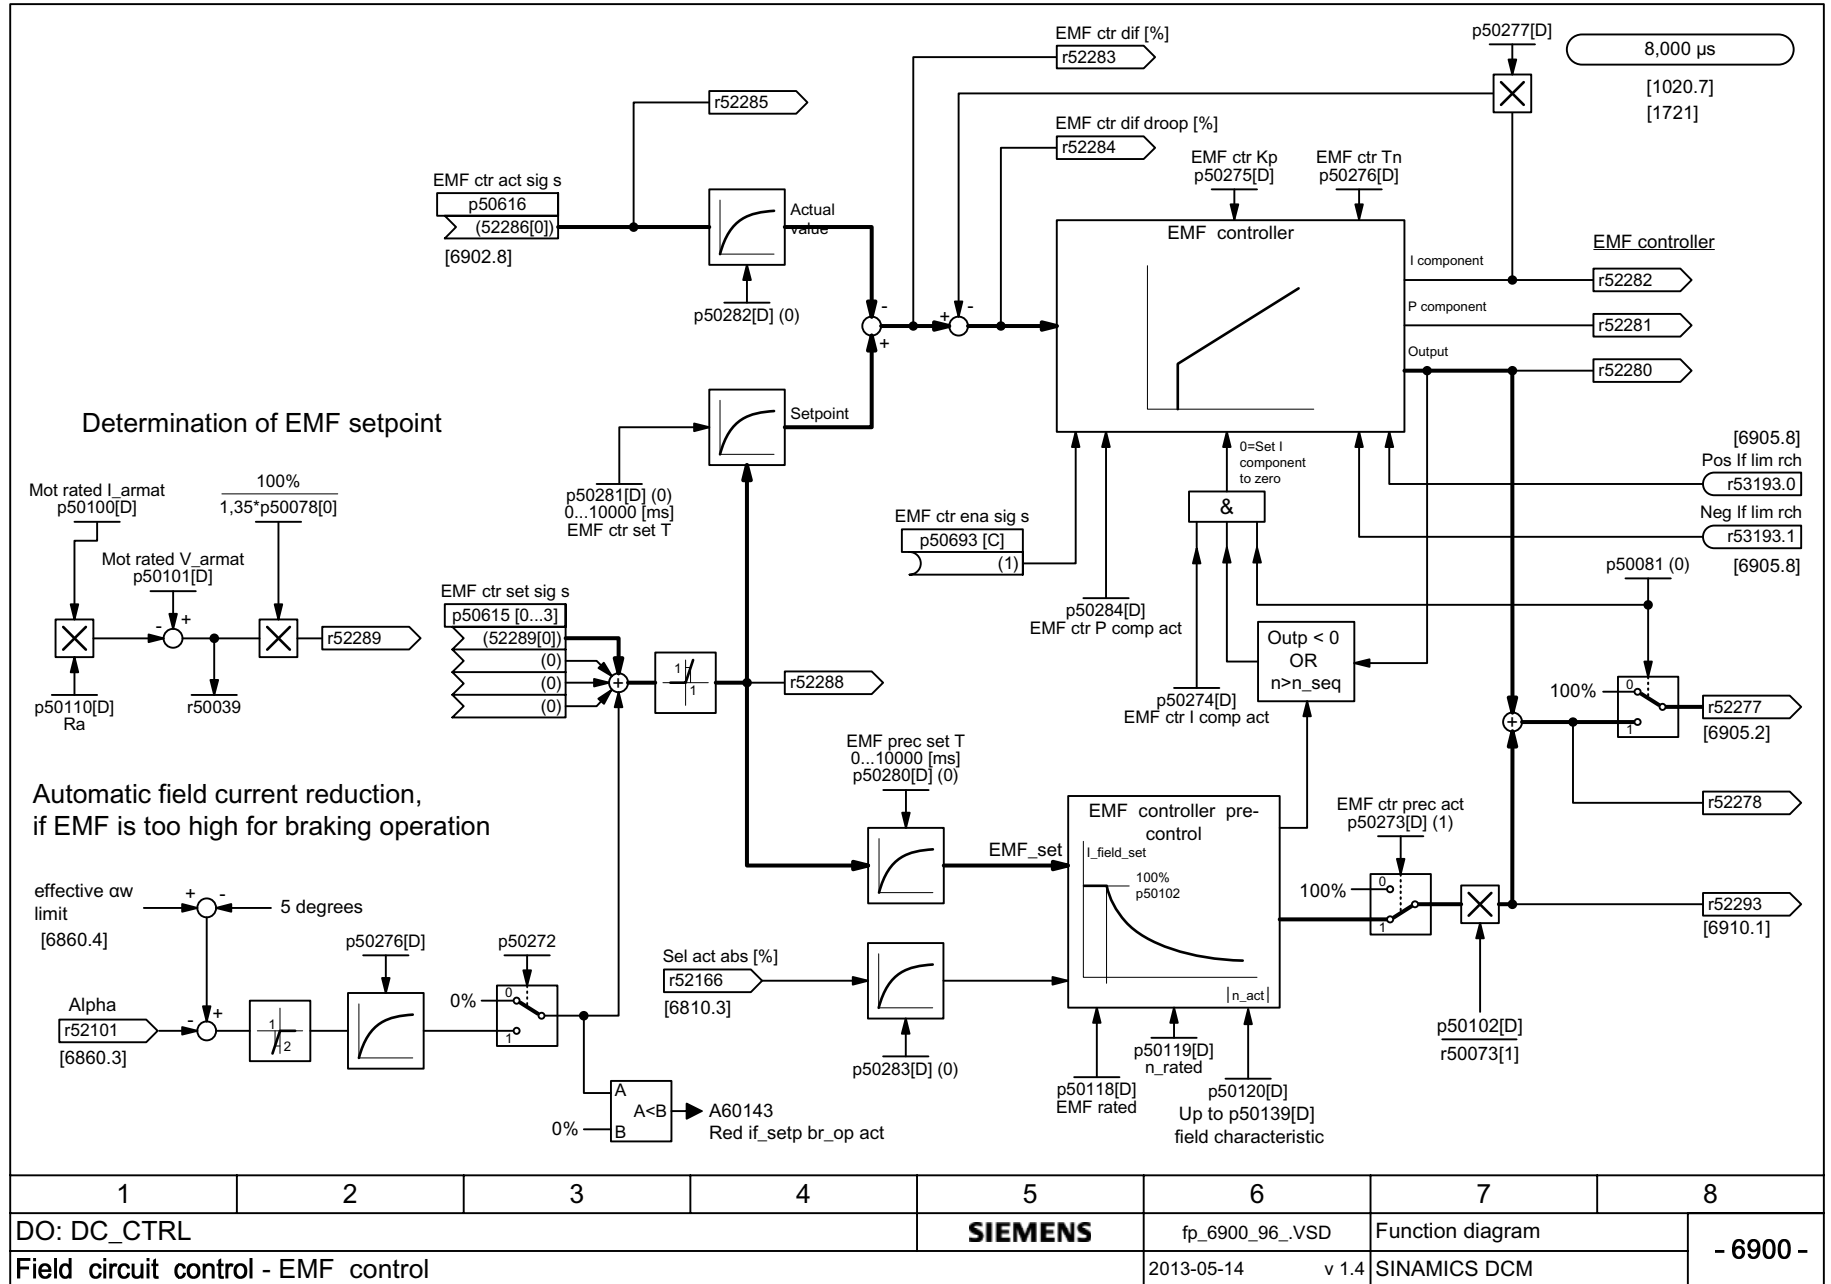 EMF ctr dif [%]
r52283
p50277[D]
8,000 µs
[1020.7]
[1721]
r52285
EMF ctr dif droop [%]
r52284
EMF ctr act sig s
p50616
(52286[0])
[6902.8]
Actual
value
p50282[D] (0)
EMF ctr Kp
p50275[D]
EMF ctr Tn
p50276[D]
EMF controller
I component
P component
Output
EMF controller
r52282
r52281
r52280
-
+
+
-
Determination of EMF setpoint
Setpoint
p50281[D] (0)
0...10000 [ms]
EMF ctr set T
Mot rated I_armat
p50100[D]
100%
1,35*p50078[0]
Mot rated V_armat
p50101[D]
-
+
r52289
p50110[D]
Ra
r50039
EMF ctr set sig s
p50615 [0...3]
(52289[0])
(0)
(0)
(0)
+
1
1
r52288
EMF ctr ena sig s
p50693 [C]
(1)
0=Set I
component
to zero
&
p50284[D]
EMF ctr P comp act
p50274[D]
EMF ctr I comp act
Outp < 0
OR
n>n_seq
[6905.8]
Pos If lim rch
r53193.0
Neg If lim rch
r53193.1
[6905.8]
p50081 (0)
100%
0
1
r52277
[6905.2]
+
r52278
Automatic field current reduction,
if EMF is too high for braking operation
EMF prec set T
0...10000 [ms]
p50280[D] (0)
EMF_set
EMF controller pre-
control
I_field_set
100%
p50102
|n_act|
EMF ctr prec act
p50273[D] (1)
100%
0
1
r52293
[6910.1]
p50102[D]
r50073[1]
effective αw
limit
[6860.4]
+
-
5 degrees
Alpha
r52101
[6860.3]
-
+
1
2
p50276[D]
p50272
0%
0
1
Sel act abs [%]
r52166
[6810.3]
p50283[D] (0)
p50118[D]
EMF rated
p50119[D]
n_rated
p50120[D]
Up to p50139[D]
field characteristic
A
A<B
B
0%
A60143
Red if_setp br_op act
1 2 3 4 5 6 7 8
DO: DC_CTRL
SIEMENS
fp_6900_96_.VSD
Function diagram
- 6900 -
Field circuit control - EMF control
2013-05-14 v 1.4
SINAMICS DCM